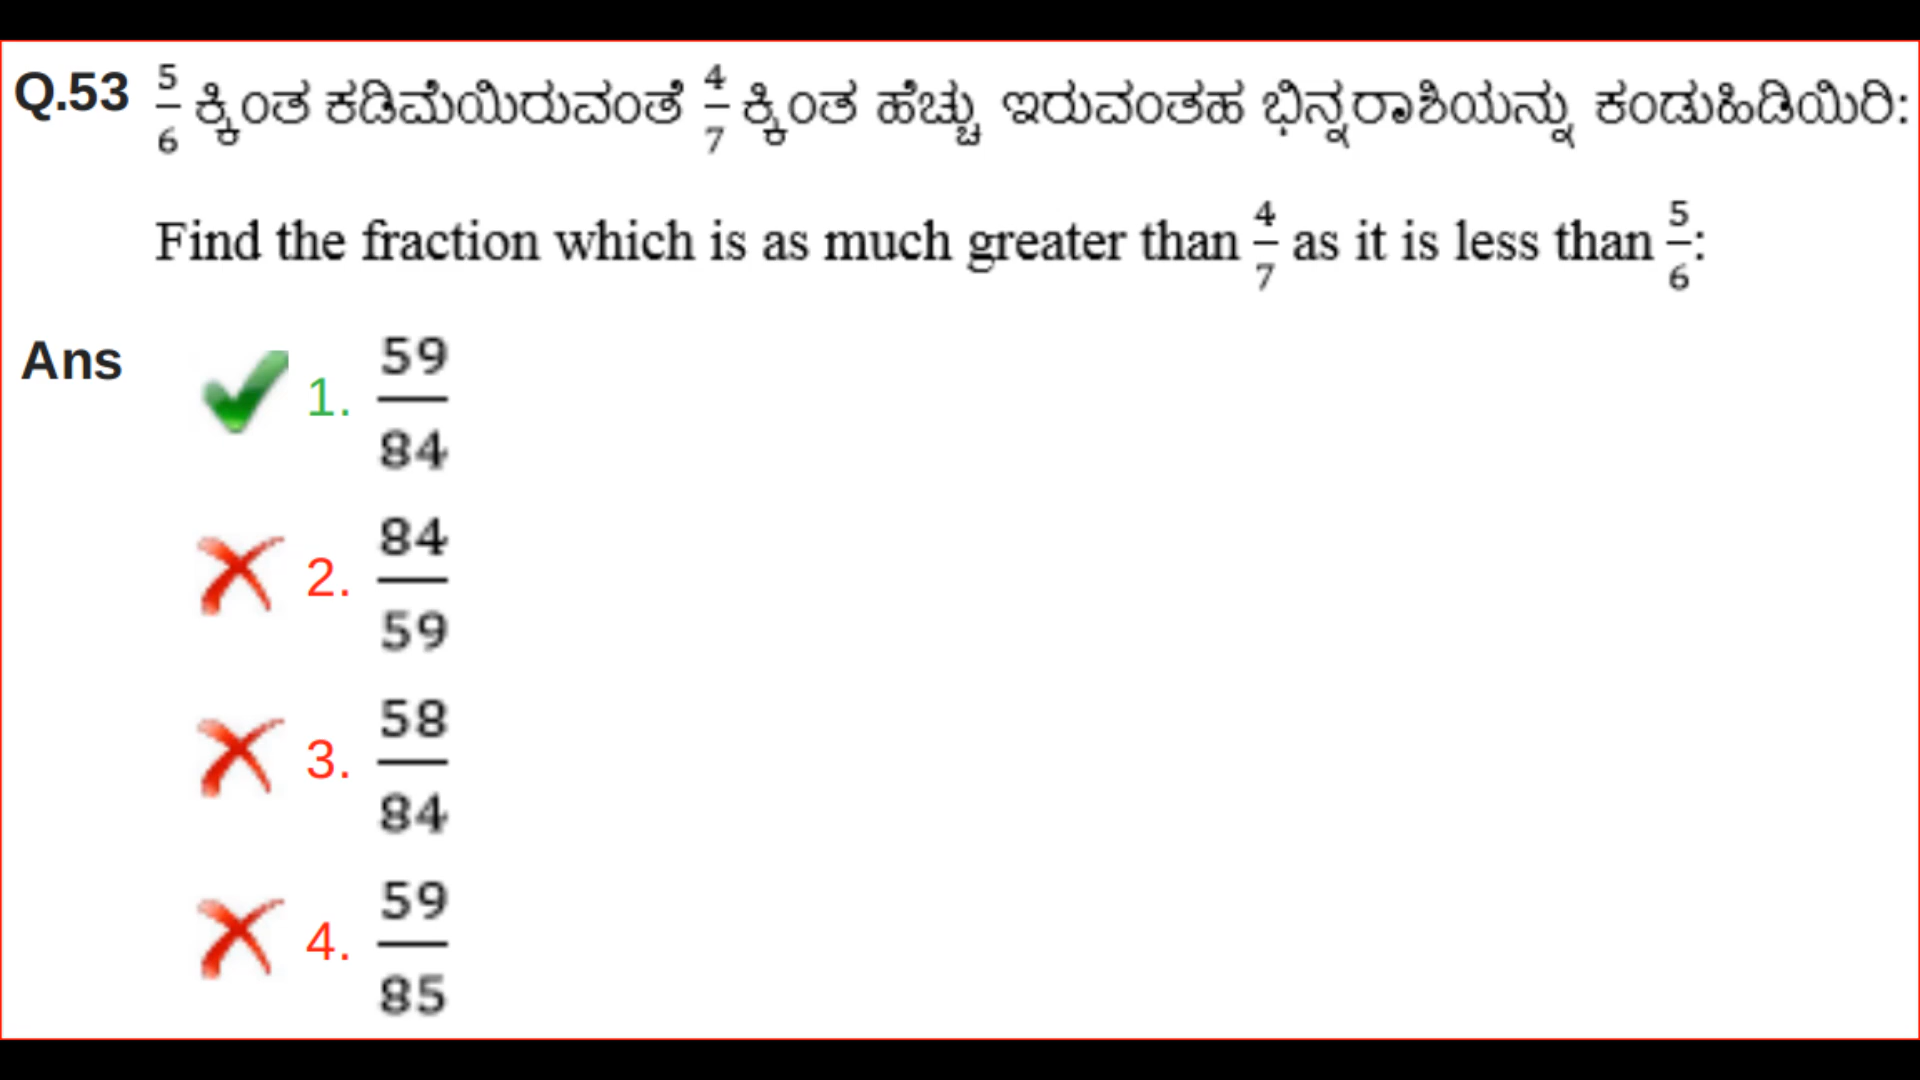 Q.53 5/6 ಕ್ಕಿಂತ ಕಡಿಮೆಯಿರುವಂತೆ 4/7 ಕ್ಕಿಂತ ಹೆಚ್ಚು ಇರುವಂತಹ ಭಿನ್ನರಾಶಿಯನ್ನು ಕಂಡುಹಿಡಿಯಿರಿ:
Find the fraction which is as much greater than 4/7 as it is less than 5/6:
Ans 1. 59/84
2. 84/59
3. 58/84
4. 59/85